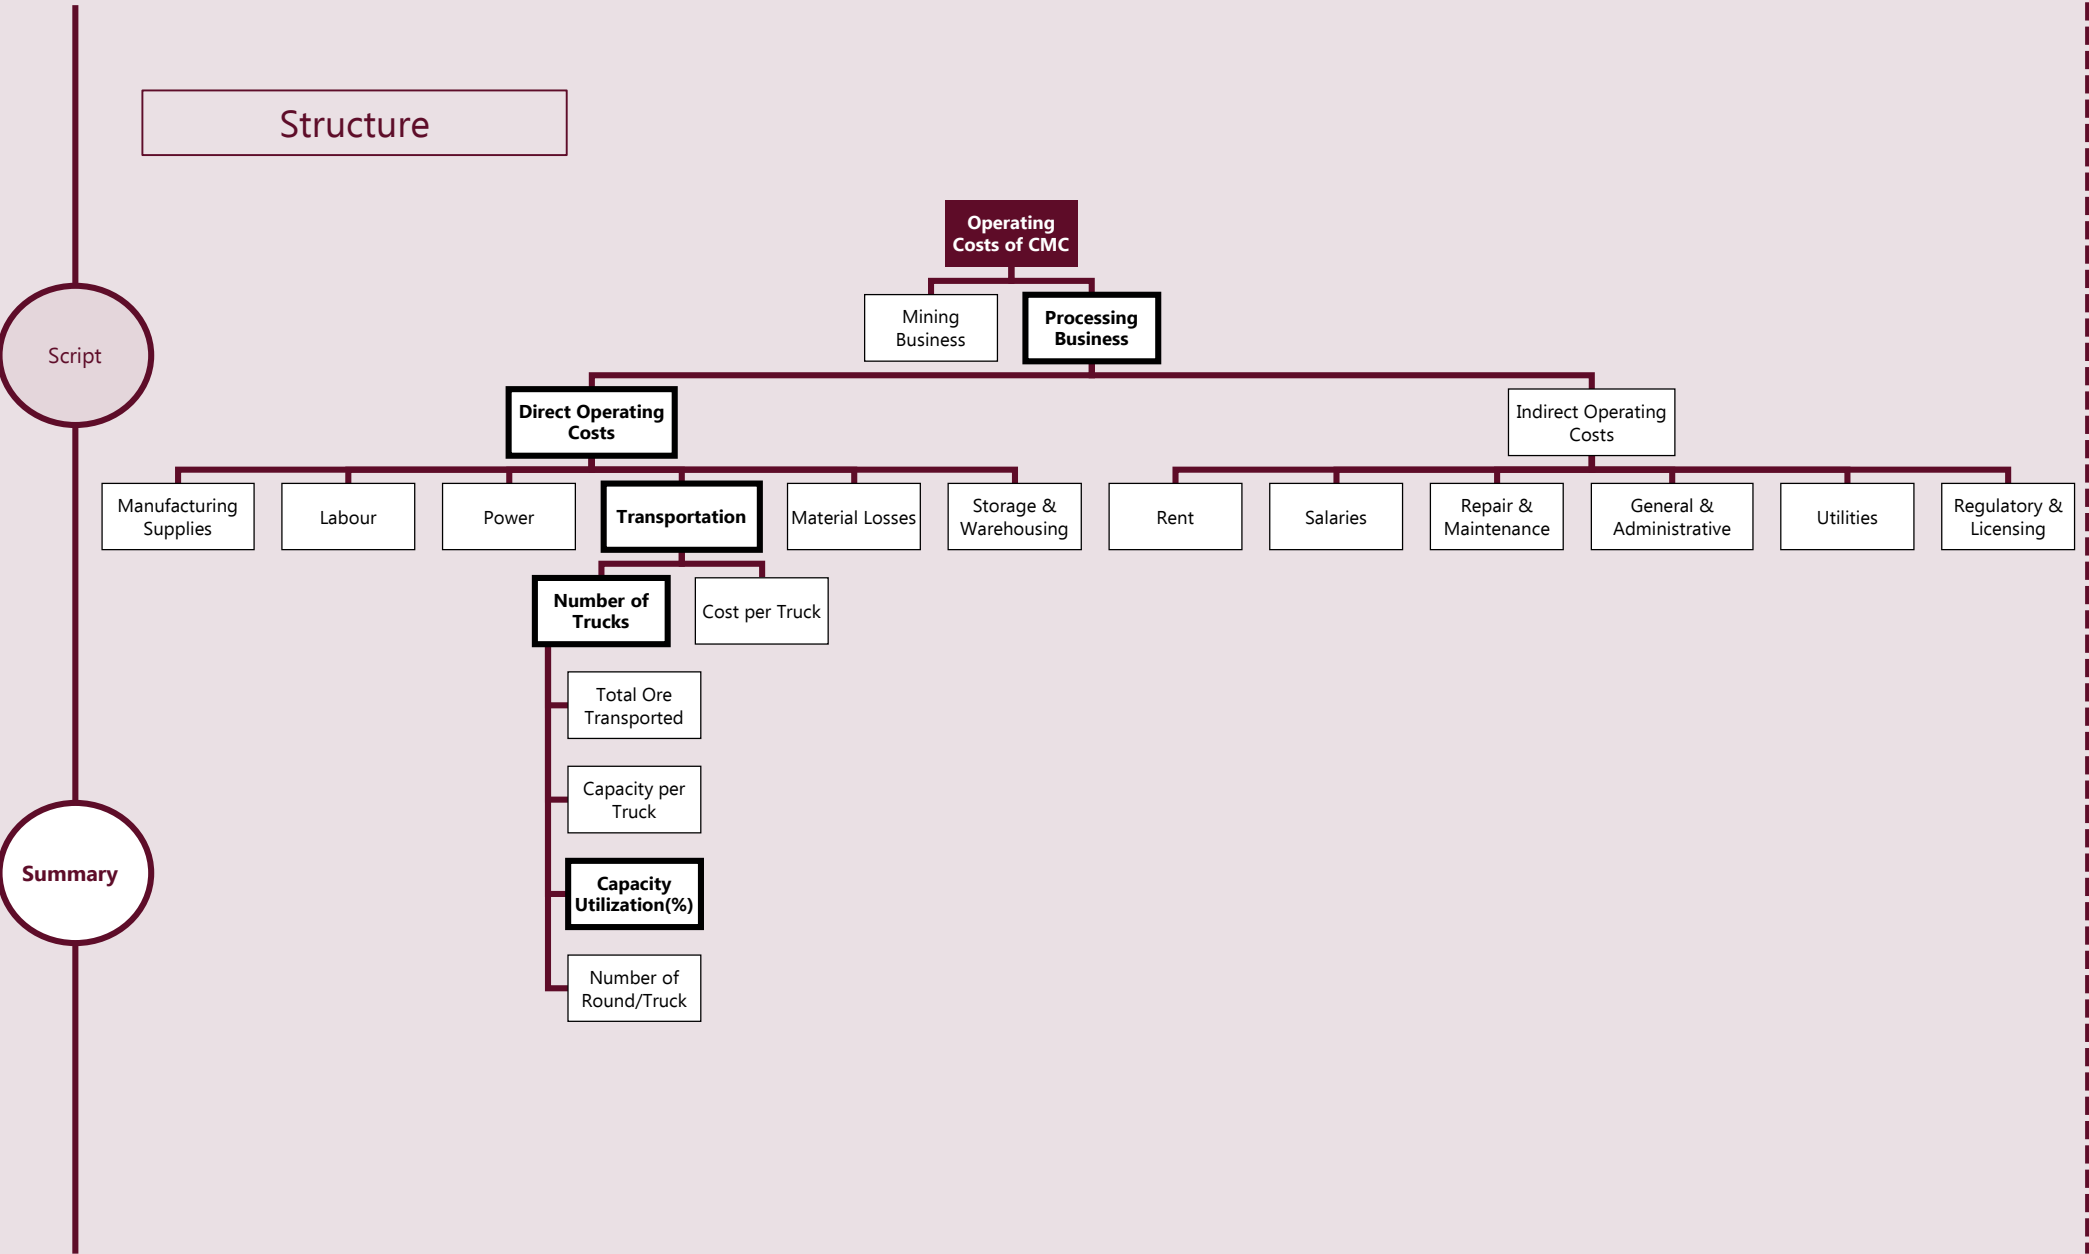 Structure
Operating
Costs of CMC
Mining
Business
Processing
Business
Script
Direct Operating
Costs
Indirect Operating
Costs
Manufacturing
Supplies
Labour
Power
Transportation
Material Losses
Storage &
Warehousing
Rent
Salaries
Repair &
Maintenance
General &
Administrative
Utilities
Regulatory &
Licensing
Number of
Trucks
Cost per Truck
Total Ore
Transported
Capacity per
Truck
Summary
Capacity
Utilization(%)
Number of
Round/Truck